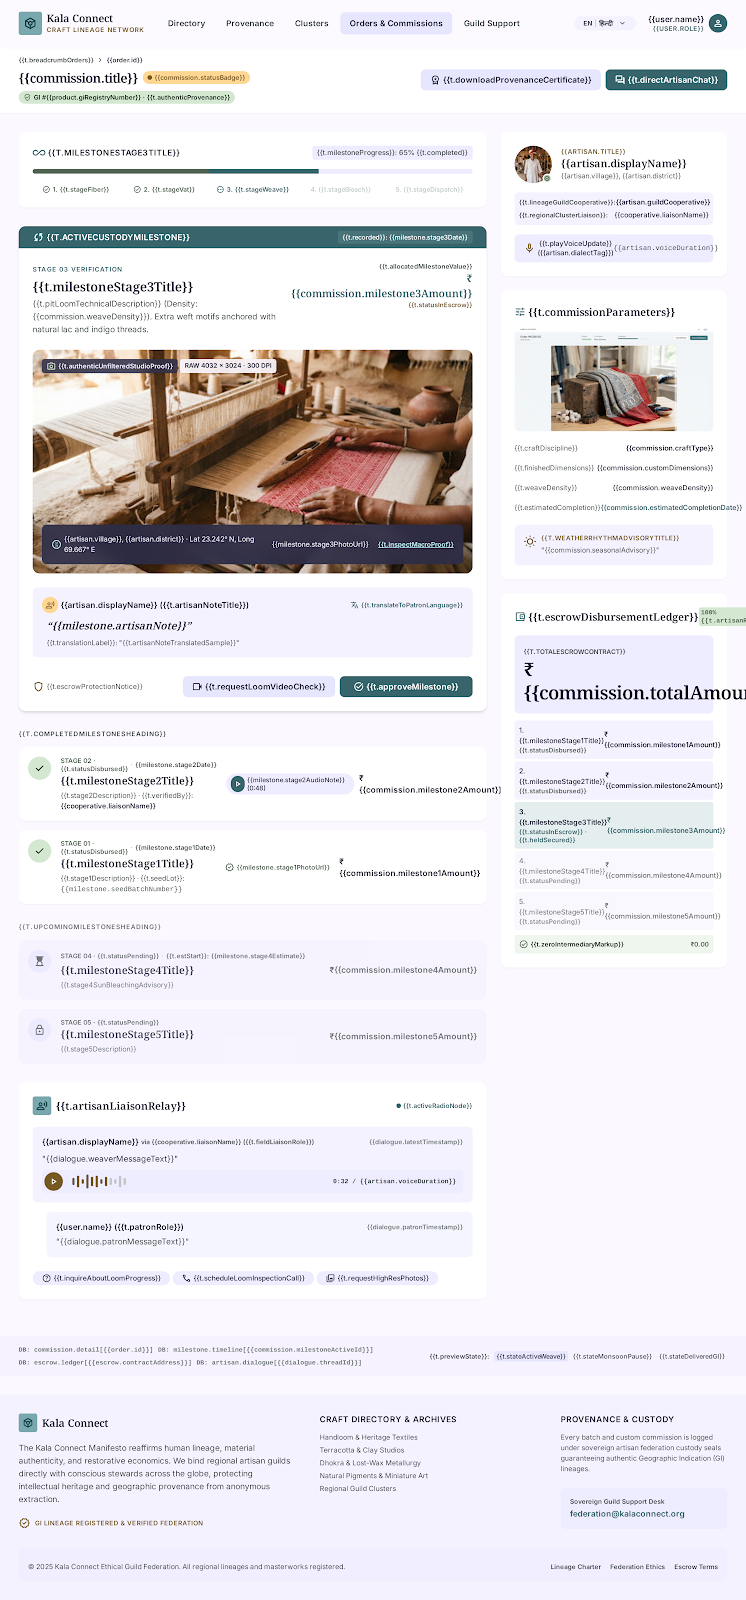 Kala Connect
CRAFT LINEAGE NETWORK
Directory
Provenance
Clusters
Orders & Commissions
Guild Support
EN | हिन्दी
{{user.name}}
{{USER.ROLE}}
{{t.breadcrumbOrders}} > {{order.id}}
{{commission.title}}
{{commission.statusBadge}}
GI #{{product.giRegistryNumber}} · {{t.authenticProvenance}}
{{t.downloadProvenanceCertificate}}
{{t.directArtisanChat}}
{{T.MILESTONESTAGE3TITLE}}
{{t.milestoneProgress}}: 65% {{t.completed}}
1. {{t.stageFiber}}
2. {{t.stageVat}}
3. {{t.stageWeave}}
4. {{t.stageBleach}}
5. {{t.stageDispatch}}
{{T.ACTIVECUSTODYMILESTONE}}
{{t.recorded}}: {{milestone.stage3Date}}
STAGE 03 VERIFICATION
{{t.milestoneStage3Title}}
{{t.pitLoomTechnicalDescription}} (Density:
{{commission.weaveDensity}}). Extra weft motifs anchored with
natural lac and indigo threads.
{{t.allocatedMilestoneValue}}
₹
{{commission.milestone3Amount}}
{{t.statusInEscrow}}
{{t.authenticUnfilteredStudioProof}}
RAW 4032 × 3024 · 300 DPI
{{artisan.village}}, {{artisan.district}} · Lat 23.242° N, Long
69.667° E
{{milestone.stage3PhotoUrl}}
{{t.inspectMacroProof}}
{{artisan.displayName}} ({{t.artisanNoteTitle}})
{{t.translateToPatronLanguage}}
“{{milestone.artisanNote}}”
{{t.translationLabel}}: "{{t.artisanNoteTranslatedSample}}"
{{t.escrowProtectionNotice}}
{{t.requestLoomVideoCheck}}
{{t.approveMilestone}}
{{T.COMPLETEDMILESTONESHEADING}}
STAGE 02 ·
{{t.statusDisbursed}} · {{milestone.stage2Date}}
{{t.milestoneStage2Title}}
{{t.stage2Description}} · {{t.verifiedBy}}:
{{cooperative.liaisonName}}
{{milestone.stage2AudioNote}}
(0:48)
₹
{{commission.milestone2Amount}}
STAGE 01 ·
{{t.statusDisbursed}} · {{milestone.stage1Date}}
{{t.milestoneStage1Title}}
{{t.stage1Description}} · {{t.seedLot}}:
{{milestone.seedBatchNumber}}
{{milestone.stage1PhotoUrl}}
₹
{{commission.milestone1Amount}}
{{T.UPCOMINGMILESTONESHEADING}}
STAGE 04 · {{t.statusPending}} · {{t.estStart}}: {{milestone.stage4Estimate}}
{{t.milestoneStage4Title}}
{{t.stage4SunBleachingAdvisory}}
₹{{commission.milestone4Amount}}
STAGE 05 · {{t.statusPending}}
{{t.milestoneStage5Title}}
{{t.stage5Description}}
₹{{commission.milestone5Amount}}
{{t.artisanLiaisonRelay}}
{{t.activeRadioNode}}
{{artisan.displayName}} via {{cooperative.liaisonName}} ({{t.fieldLiaisonRole}})
{{dialogue.latestTimestamp}}
"{{dialogue.weaverMessageText}}"
0:32 / {{artisan.voiceDuration}}
{{user.name}} ({{t.patronRole}})
{{dialogue.patronTimestamp}}
"{{dialogue.patronMessageText}}"
{{t.inquireAboutLoomProgress}}
{{t.scheduleLoomInspectionCall}}
{{t.requestHighResPhotos}}
{{ARTISAN.TITLE}}
{{artisan.displayName}}
{{artisan.village}}, {{artisan.district}}
{{t.lineageGuildCooperative}}: {{artisan.guildCooperative}}
{{t.regionalClusterLiaison}}: {{cooperative.liaisonName}}
{{t.playVoiceUpdate}}
({{artisan.dialectTag}})
{{artisan.voiceDuration}}
{{t.commissionParameters}}
{{t.craftDiscipline}} {{commission.craftType}}
{{t.finishedDimensions}} {{commission.customDimensions}}
{{t.weaveDensity}} {{commission.weaveDensity}}
{{t.estimatedCompletion}} {{commission.estimatedCompletionDate}}
{{T.WEATHERRHYTHMADVISORYTITLE}}
"{{commission.seasonalAdvisory}}"
{{t.escrowDisbursementLedger}}
100%
{{t.artisanR
{{T.TOTALESCROWCONTRACT}}
₹
{{commission.totalAmou
1.
{{t.milestoneStage1Title}}
{{t.statusDisbursed}}
₹
{{commission.milestone1Amount}}
2.
{{t.milestoneStage2Title}}
{{t.statusDisbursed}}
₹
{{commission.milestone2Amount}}
3.
{{t.milestoneStage3Title}}
{{t.statusInEscrow}} ·
{{t.heldSecured}}
₹
{{commission.milestone3Amount}}
4.
{{t.milestoneStage4Title}}
{{t.statusPending}}
₹
{{commission.milestone4Amount}}
5.
{{t.milestoneStage5Title}}
{{t.statusPending}}
₹
{{commission.milestone5Amount}}
{{t.zeroIntermediaryMarkup}} ₹0.00
DB: commission.detail[{{order.id}}] DB: milestone.timeline[{{commission.milestoneActiveId}}]
DB: escrow.ledger[{{escrow.contractAddress}}] DB: artisan.dialogue[{{dialogue.threadId}}]
{{t.previewState}}: {{t.stateActiveWeave}} {{t.stateMonsoonPause}} {{t.stateDeliveredGI}}
Kala Connect
The Kala Connect Manifesto reaffirms human lineage, material
authenticity, and restorative economics. We bind regional artisan guilds
directly with conscious stewards across the globe, protecting
intellectual heritage and geographic provenance from anonymous
extraction.
GI LINEAGE REGISTERED & VERIFIED FEDERATION
CRAFT DIRECTORY & ARCHIVES
Handloom & Heritage Textiles
Terracotta & Clay Studios
Dhokra & Lost-Wax Metallurgy
Natural Pigments & Miniature Art
Regional Guild Clusters
PROVENANCE & CUSTODY
Every batch and custom commission is logged
under sovereign artisan federation custody seals
guaranteeing authentic Geographic Indication (GI)
lineages.
Sovereign Guild Support Desk
federation@kalaconnect.org
© 2025 Kala Connect Ethical Guild Federation. All regional lineages and masterworks registered.
Lineage Charter
Federation Ethics
Escrow Terms